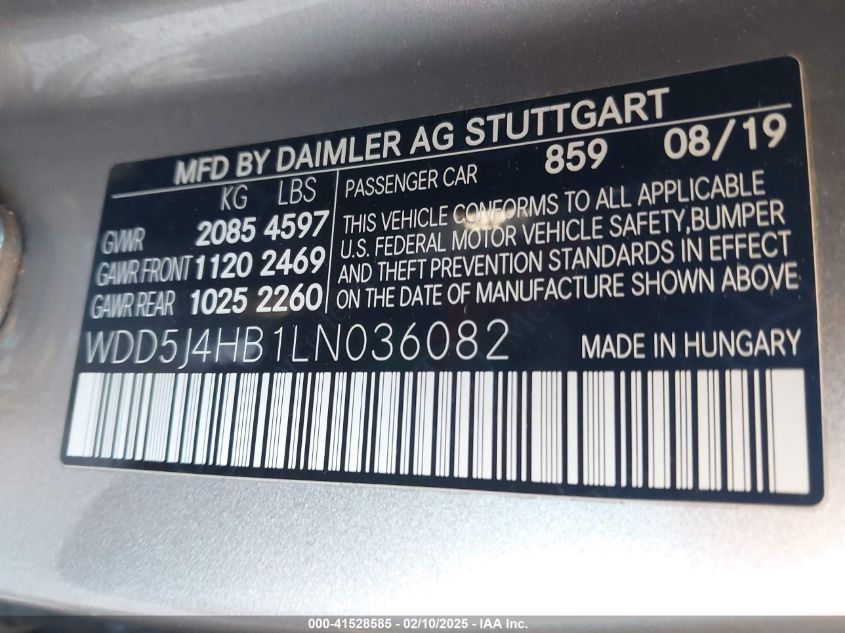 MFD BY DAIMLER AG STUTTGART
KG LBS
GVWR 2085 4597
GAWR FRONT 1120 2469
GAWR REAR 1025 2260
PASSENGER CAR 859 08/19
THIS VEHICLE CONFORMS TO ALL APPLICABLE
U.S. FEDERAL MOTOR VEHICLE SAFETY, BUMPER
AND THEFT PREVENTION STANDARDS IN EFFECT
ON THE DATE OF MANUFACTURE SHOWN ABOVE
WDD5J4HB1LN036082 MADE IN HUNGARY
000-41528585 — 02/10/2025 — IAA Inc.